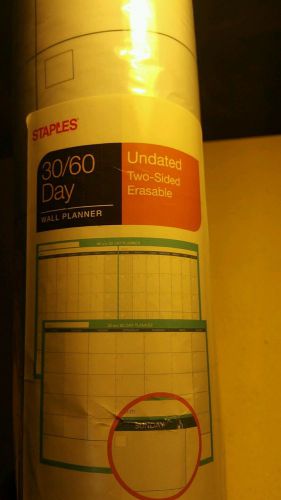 STAPLES
30/60
Day
WALL PLANNER
Undated
Two-Sided
Erasable
SUNDAY